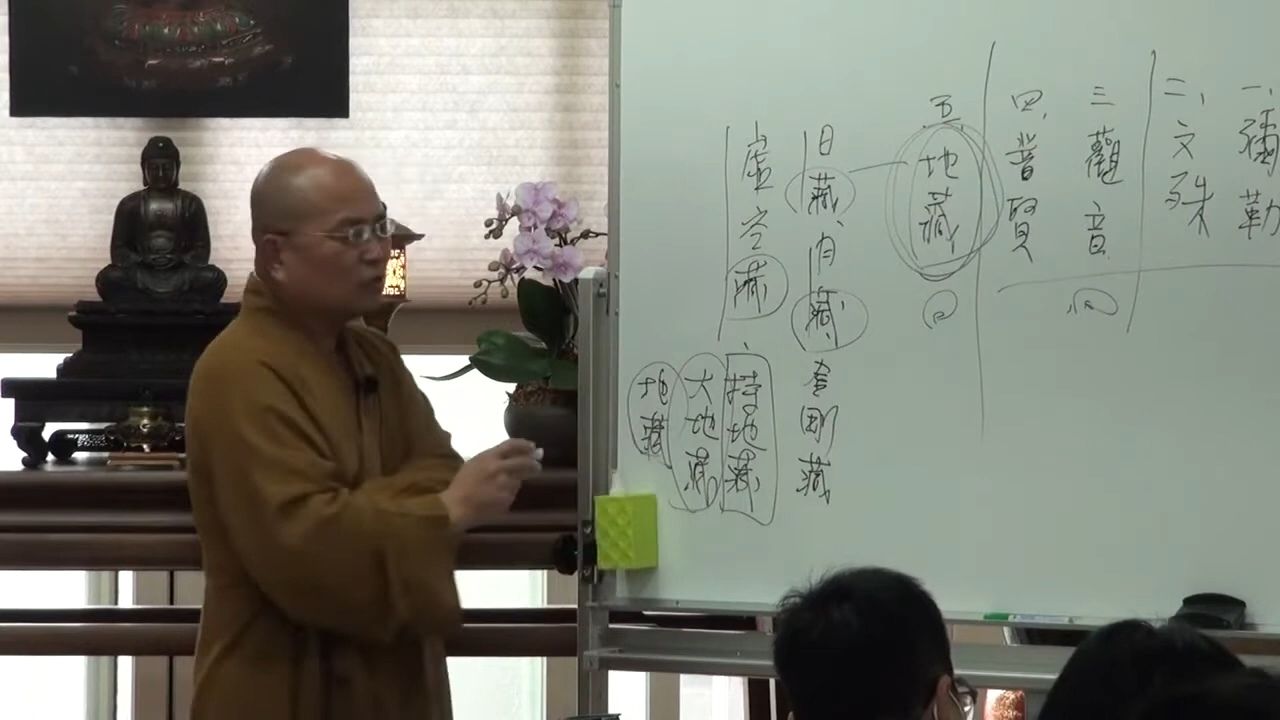 一、彌勒
二、文殊
三觀音
四、普賢
五地藏
日藏、月藏、金剛藏
虛空藏、持地藏
大地藏
地藏